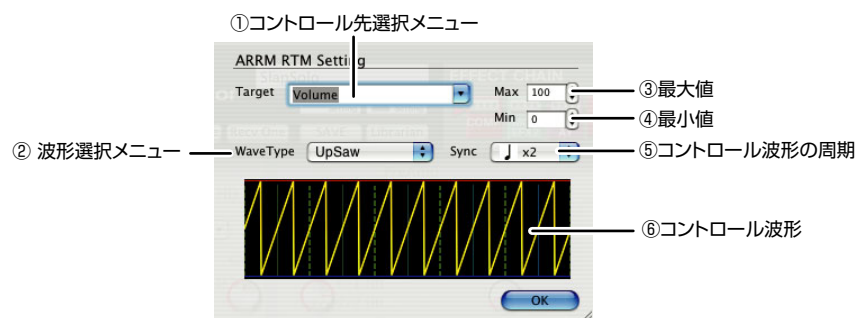 ①コントロール先選択メニュー
ARRM RTM Setting
Target Volume Max 100 ③最大値
Min 0 ④最小値
② 波形選択メニュー WaveType UpSaw Sync ♩ x2 ⑤コントロール波形の周期
⑥コントロール波形
OK